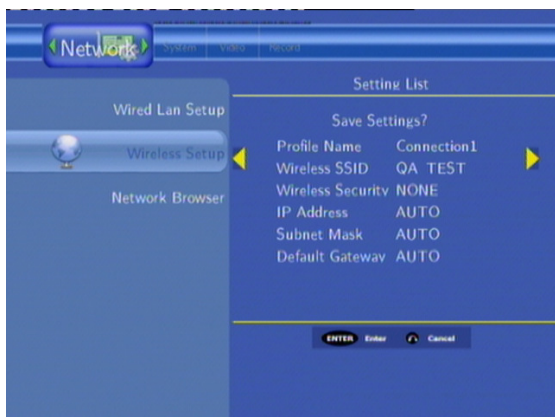 Network System Video Record
Setting List
Wired Lan Setup
Save Settings?
Wireless Setup
Profile Name Connection1
Wireless SSID QA TEST
Wireless Security NONE
Network Browser
IP Address AUTO
Subnet Mask AUTO
Default Gateway AUTO
ENTER Enter Cancel